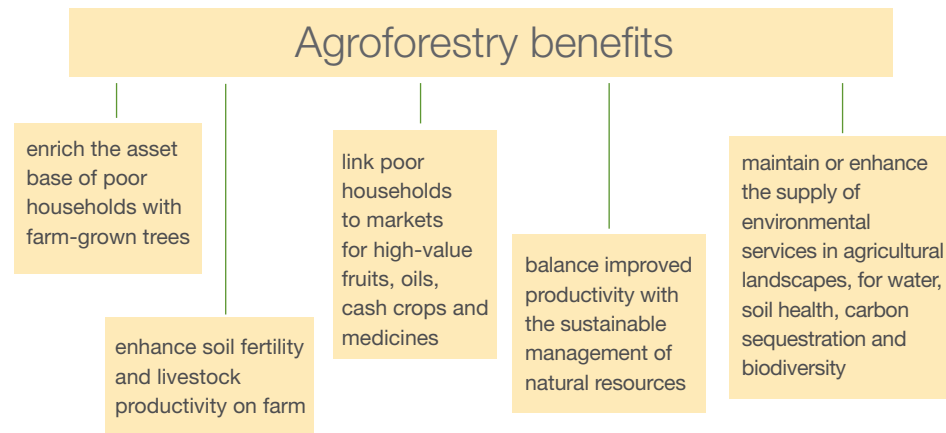 Agroforestry benefits
enrich the asset
base of poor
households with
farm-grown trees
enhance soil fertility
and livestock
productivity on farm
link poor
households
to markets
for high-value
fruits, oils,
cash crops and
medicines
balance improved
productivity with
the sustainable
management of
natural resources
maintain or enhance
the supply of
environmental
services in agricultural
landscapes, for water,
soil health, carbon
sequestration and
biodiversity